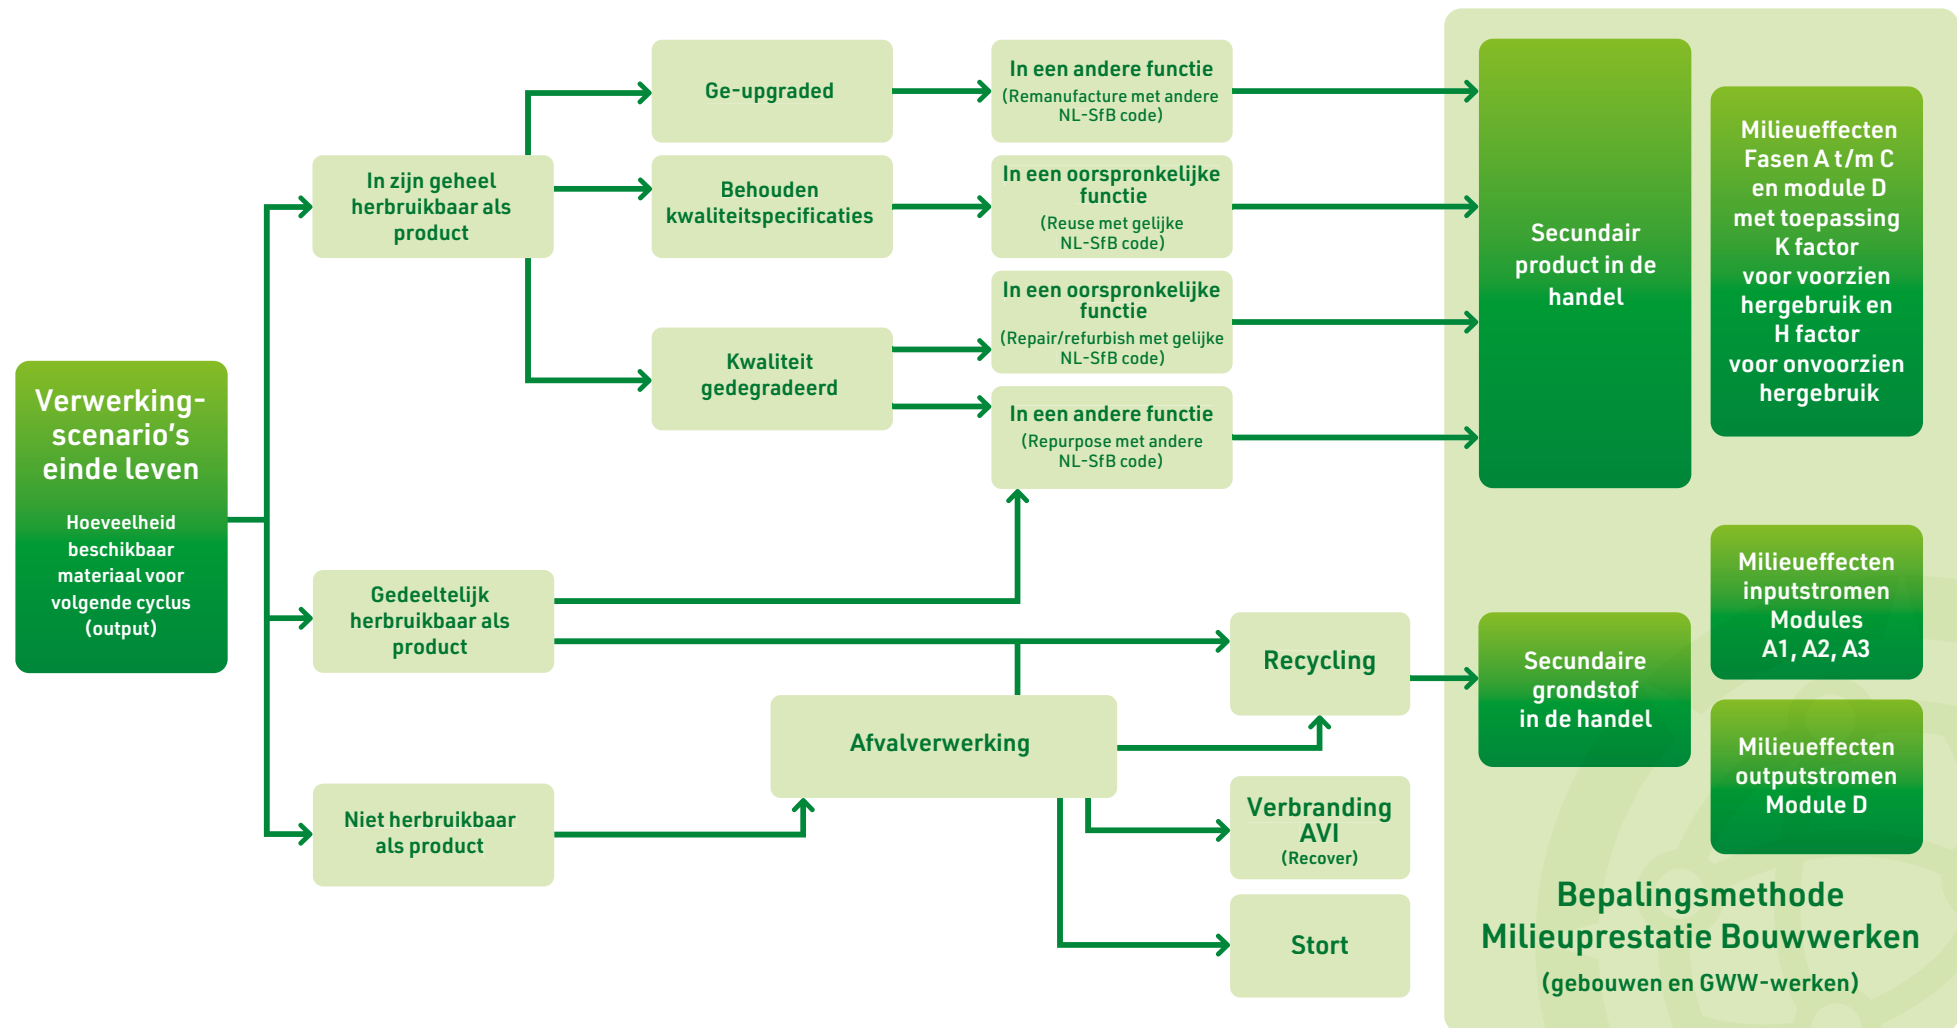 Verwerking-
scenario's
einde leven
Hoeveelheid
beschikbaar
materiaal voor
volgende cyclus
(output)
In zijn geheel
herbruikbaar als
product
Gedeeltelijk
herbruikbaar als
product
Niet herbruikbaar
als product
Ge-upgraded
Behouden
kwaliteitspecificaties
Kwaliteit
gedegradeerd
In een andere functie
(Remanufacture met andere
NL-SfB code)
In een oorspronkelijke
functie
(Reuse met gelijke
NL-SfB code)
In een oorspronkelijke
functie
(Repair/refurbish met gelijke
NL-SfB code)
In een andere functie
(Repurpose met andere
NL-SfB code)
Afvalverwerking
Recycling
Verbranding
AVI
(Recover)
Stort
Secundair
product in de
handel
Secundaire
grondstof
in de handel
Milieueffecten
Fasen A t/m C
en module D
met toepassing
K factor
voor voorzien
hergebruik en
H factor
voor onvoorzien
hergebruik
Milieueffecten
inputstromen
Modules
A1, A2, A3
Milieueffecten
outputstromen
Module D
Bepalingsmethode
Milieuprestatie Bouwwerken
(gebouwen en GWW-werken)